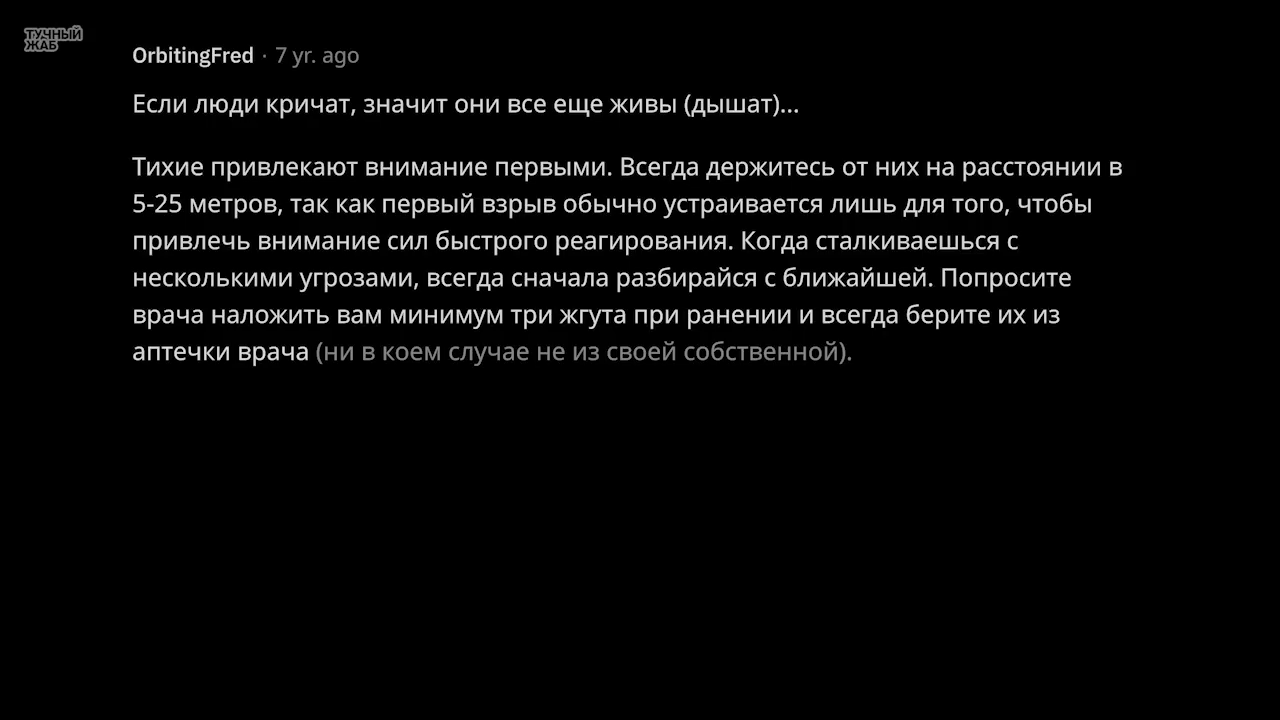 ТУЧНЫЙ
ЖАБ
OrbitingFred · 7 yr. ago
Если люди кричат, значит они все еще живы (дышат)...
Тихие привлекают внимание первыми. Всегда держитесь от них на расстоянии в
5-25 метров, так как первый взрыв обычно устраивается лишь для того, чтобы
привлечь внимание сил быстрого реагирования. Когда сталкиваешься с
несколькими угрозами, всегда сначала разбирайся с ближайшей. Попросите
врача наложить вам минимум три жгута при ранении и всегда берите их из
аптечки врача (ни в коем случае не из своей собственной).